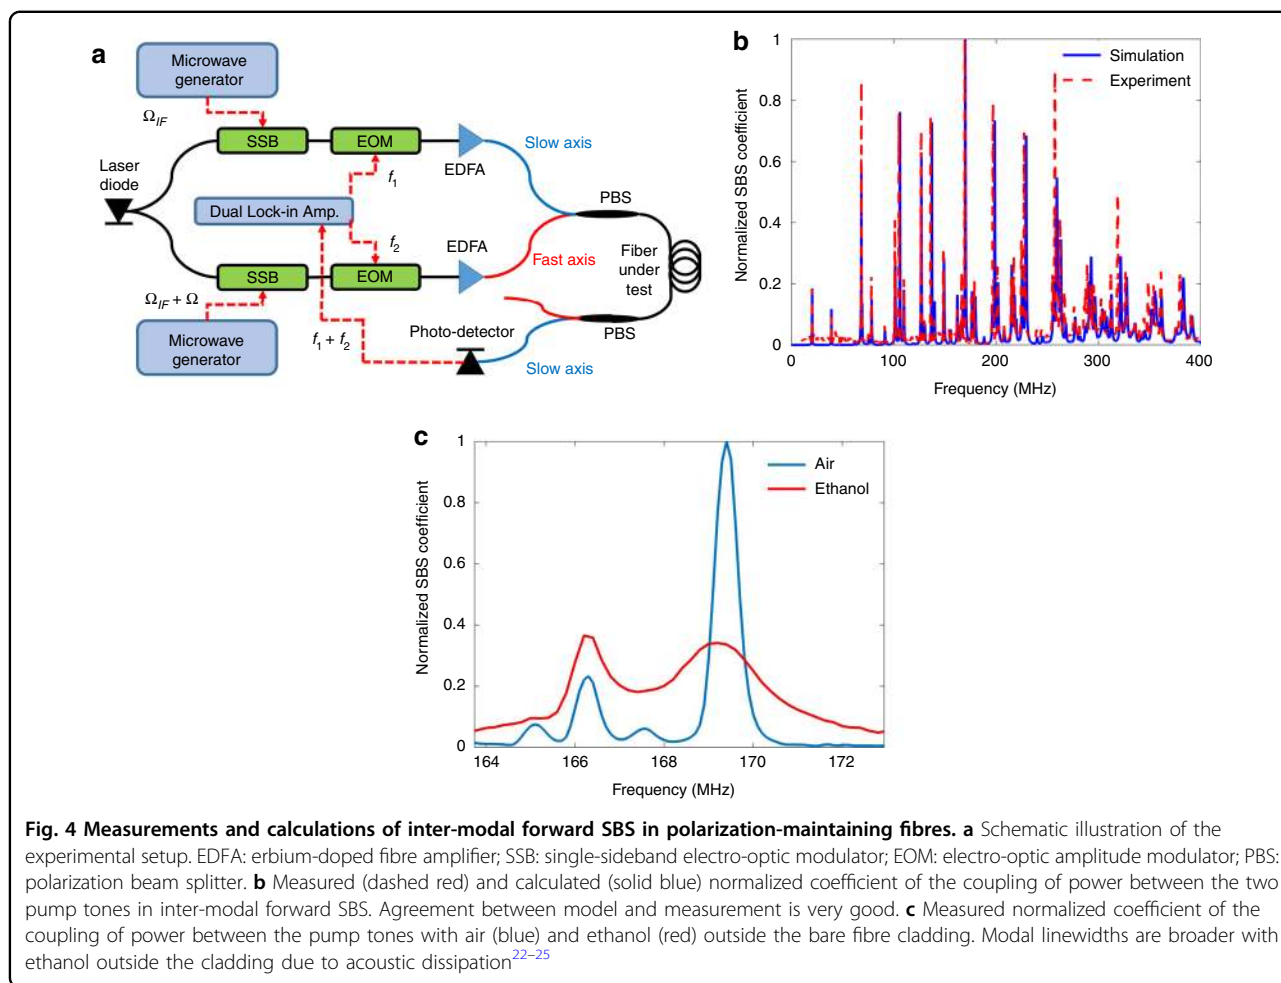 a
Microwave
generator
Ω_IF
SSB
EOM
Slow axis
EDFA
Laser
diode
f1
Dual Lock-in Amp.
PBS
f2
EDFA
Fast axis
Fiber
under
test
SSB
EOM
Ω_IF + Ω
Photo-detector
PBS
f1 + f2
Microwave
generator
Slow axis
b
1
0.8
0.6
0.4
0.2
0
Normalized SBS coefficient
Simulation
Experiment
0 100 200 300 400
Frequency (MHz)
c
1
0.8
0.6
0.4
0.2
0
Normalized SBS coefficient
Air
Ethanol
164 166 168 170 172
Frequency (MHz)
Fig. 4 Measurements and calculations of inter-modal forward SBS in polarization-maintaining fibres. a Schematic illustration of the
experimental setup. EDFA: erbium-doped fibre amplifier; SSB: single-sideband electro-optic modulator; EOM: electro-optic amplitude modulator; PBS:
polarization beam splitter. b Measured (dashed red) and calculated (solid blue) normalized coefficient of the coupling of power between the two
pump tones in inter-modal forward SBS. Agreement between model and measurement is very good. c Measured normalized coefficient of the
coupling of power between the pump tones with air (blue) and ethanol (red) outside the bare fibre cladding. Modal linewidths are broader with
ethanol outside the cladding due to acoustic dissipation22–25